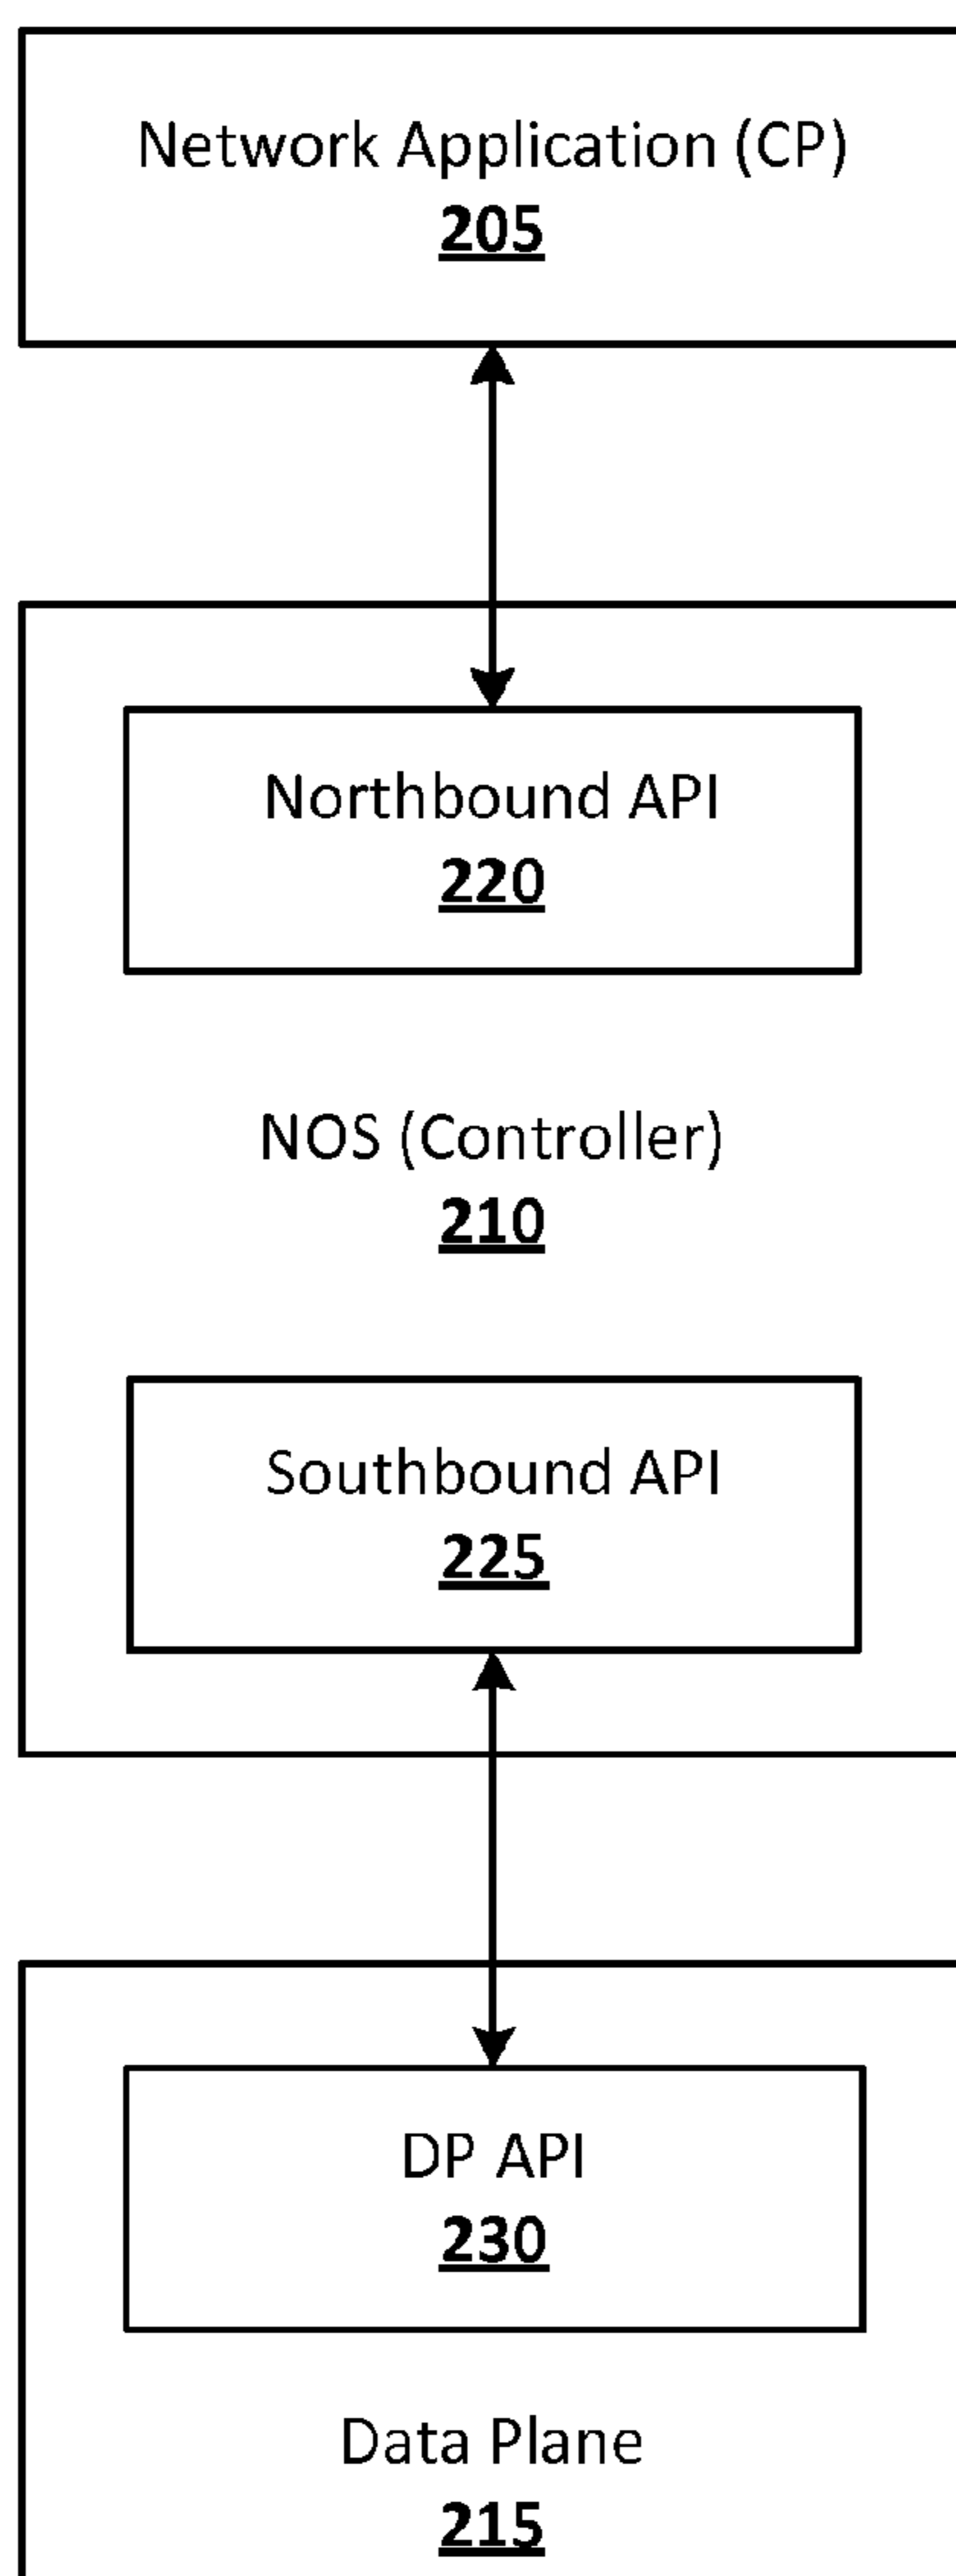 Network Application (CP)
205
Northbound API
220
NOS (Controller)
210
Southbound API
225
DP API
230
Data Plane
215